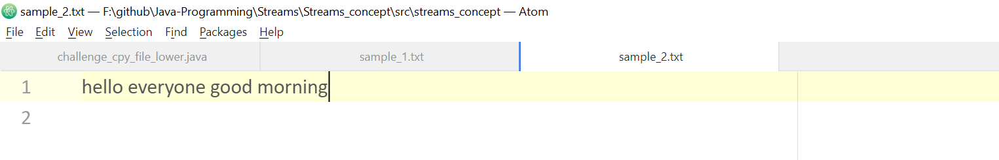 sample_2.txt — F:\github\Java-Programming\Streams\Streams_concept\src\streams_concept — Atom
File Edit View Selection Find Packages Help
challenge_cpy_file_lower.java sample_1.txt sample_2.txt
1 hello everyone good morning
2